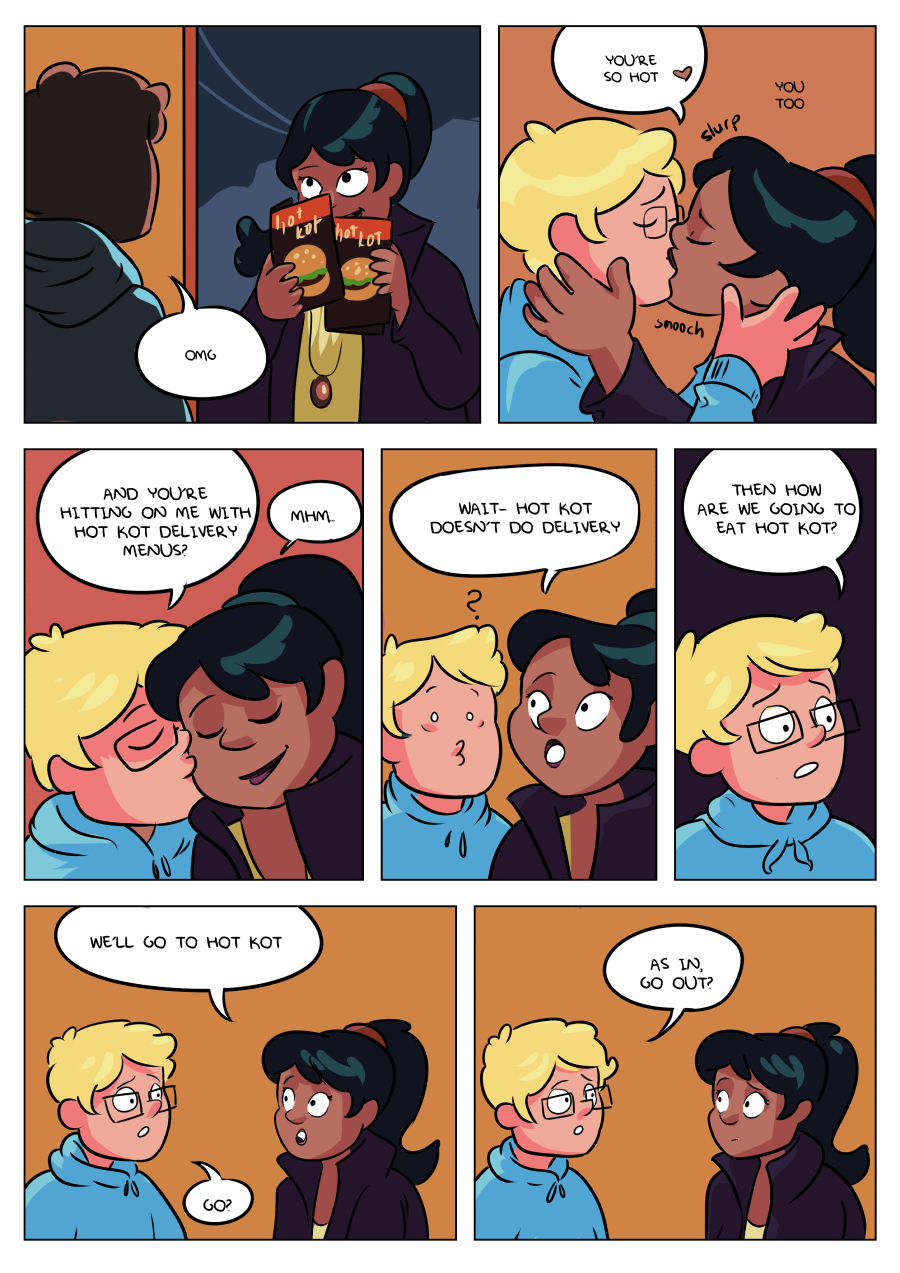 hot
kot
hot
kot
OMG
YOU'RE
SO HOT
YOU
TOO
slurp
smooch
AND YOU'RE
HITTING ON ME WITH
HOT KOT DELIVERY
MENUS?
MHM..
WAIT- HOT KOT
DOESN'T DO DELIVERY
?
THEN HOW
ARE WE GOING TO
EAT HOT KOT?
WE'LL GO TO HOT KOT
GO?
AS IN,
GO OUT?